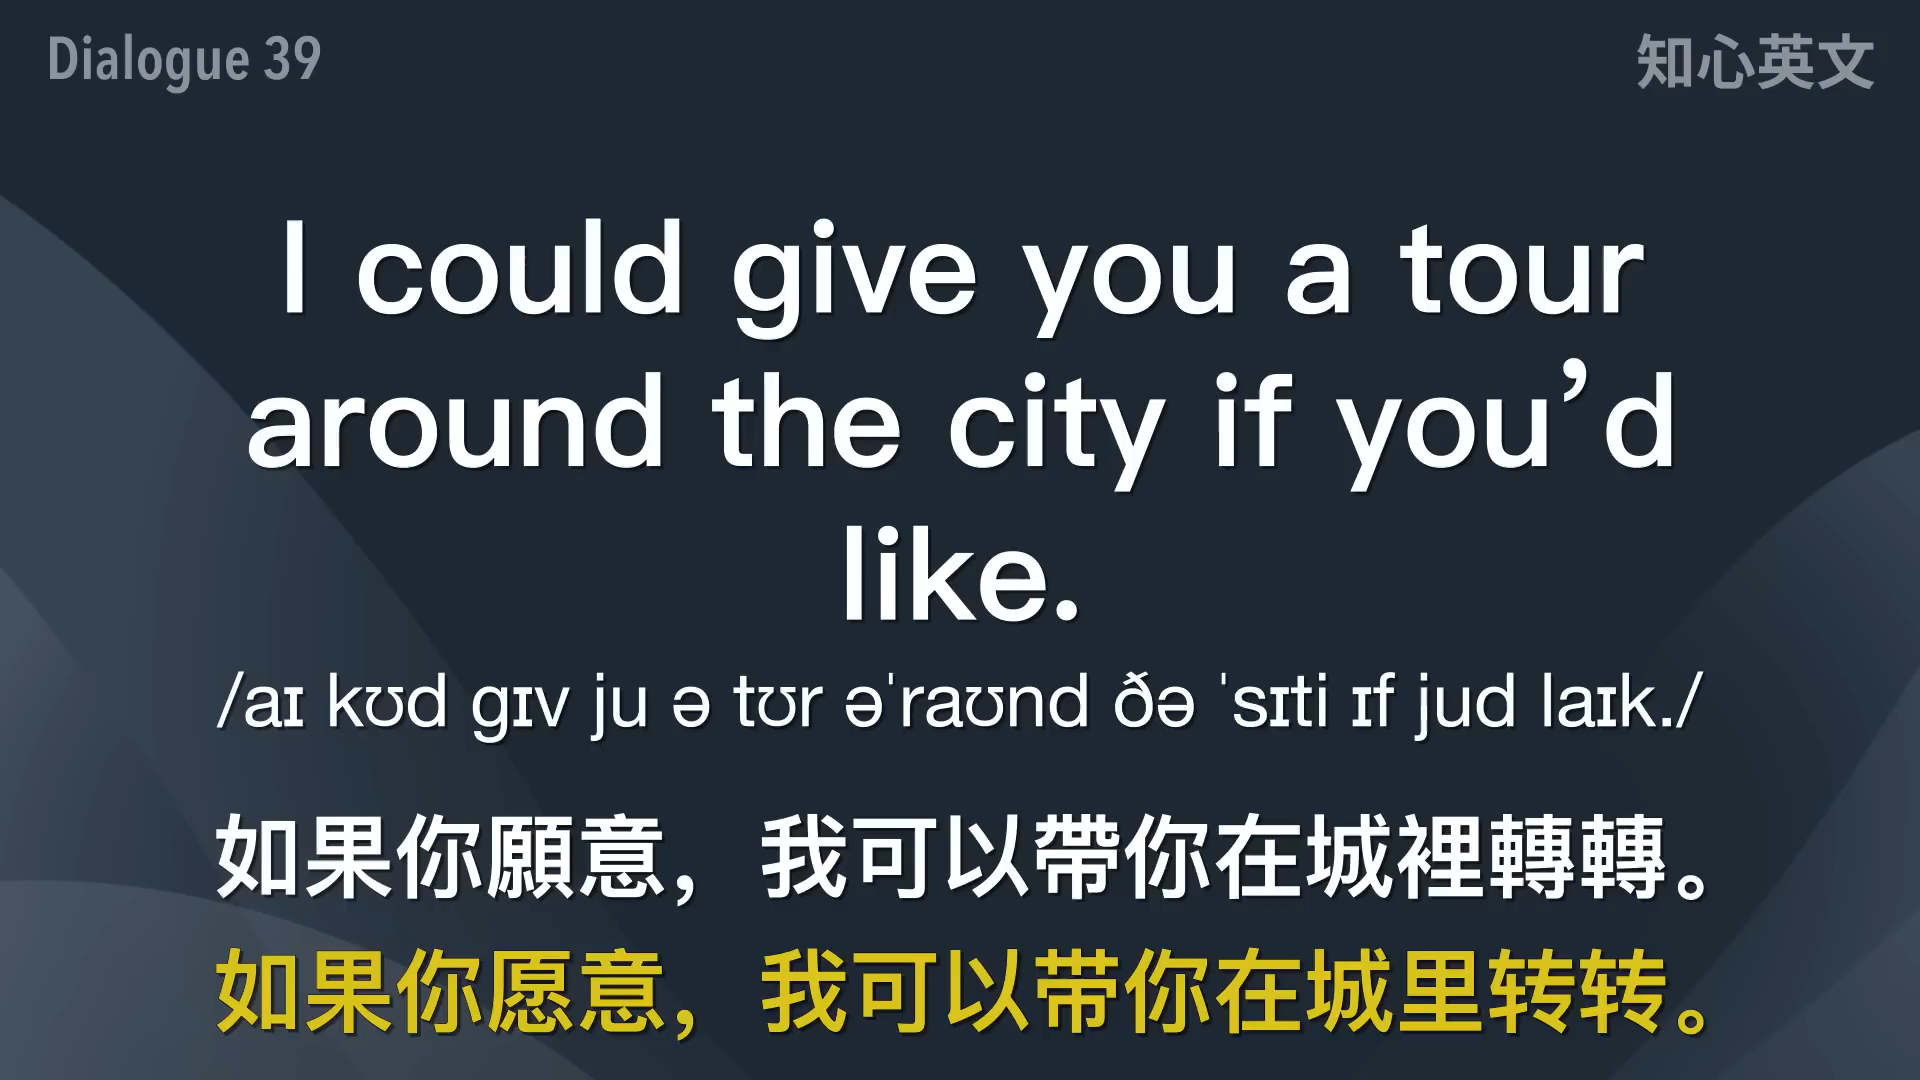 Dialogue 39
知心英文
I could give you a tour
around the city if you’d
like.
/aɪ kʊd gɪv ju ə tʊr əˈraʊnd ðə ˈsɪti ɪf jud laɪk./
如果你願意，我可以帶你在城裡轉轉。
如果你愿意，我可以带你在城里转转。